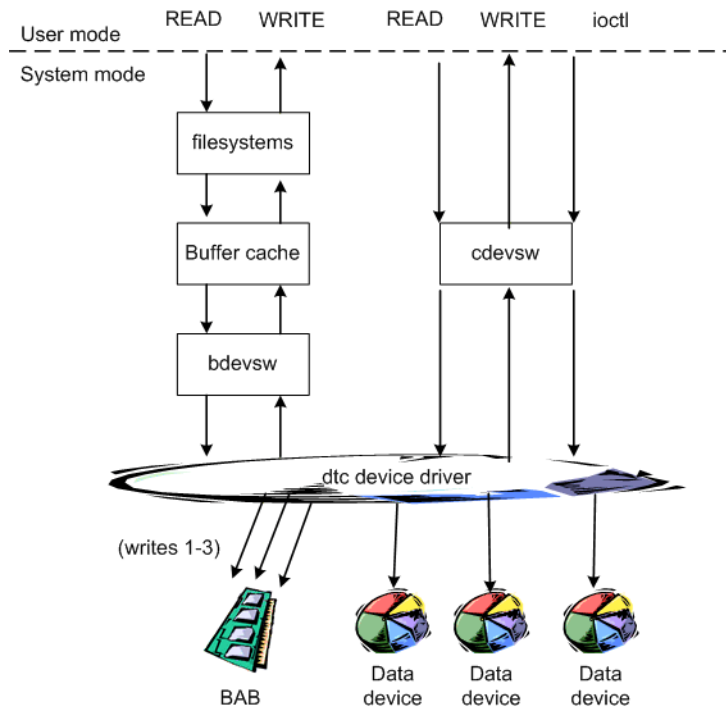 User mode
READ
WRITE
READ
WRITE
ioctl
System mode
filesystems
Buffer cache
cdevsw
bdevsw
dtc device driver
(writes 1-3)
BAB
Data
device
Data
device
Data
device